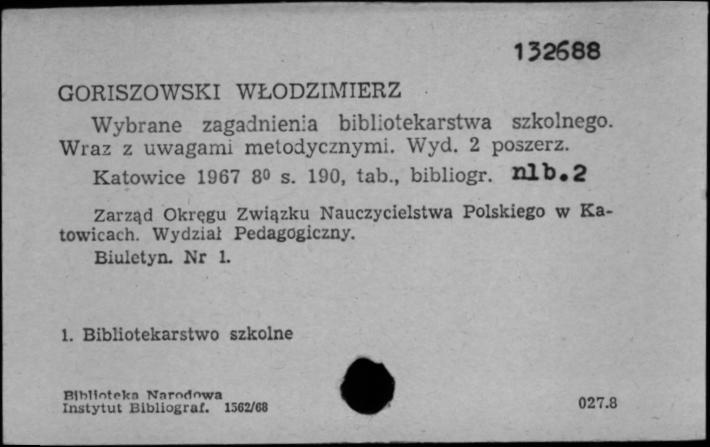 132688
GORISZOWSKI WŁODZIMIERZ
Wybrane zagadnienia bibliotekarstwa szkolnego.
Wraz z uwagami metodycznymi. Wyd. 2 poszerz.
Katowice 1967 8⁰ s. 190, tab., bibliogr. nlb.2
Zarząd Okręgu Związku Nauczycielstwa Polskiego w Ka-
towicach. Wydział Pedagogiczny.
Biuletyn. Nr 1.
1. Bibliotekarstwo szkolne
Biblioteka Narodowa
Instytut Bibliograf. 1562/68
027.8